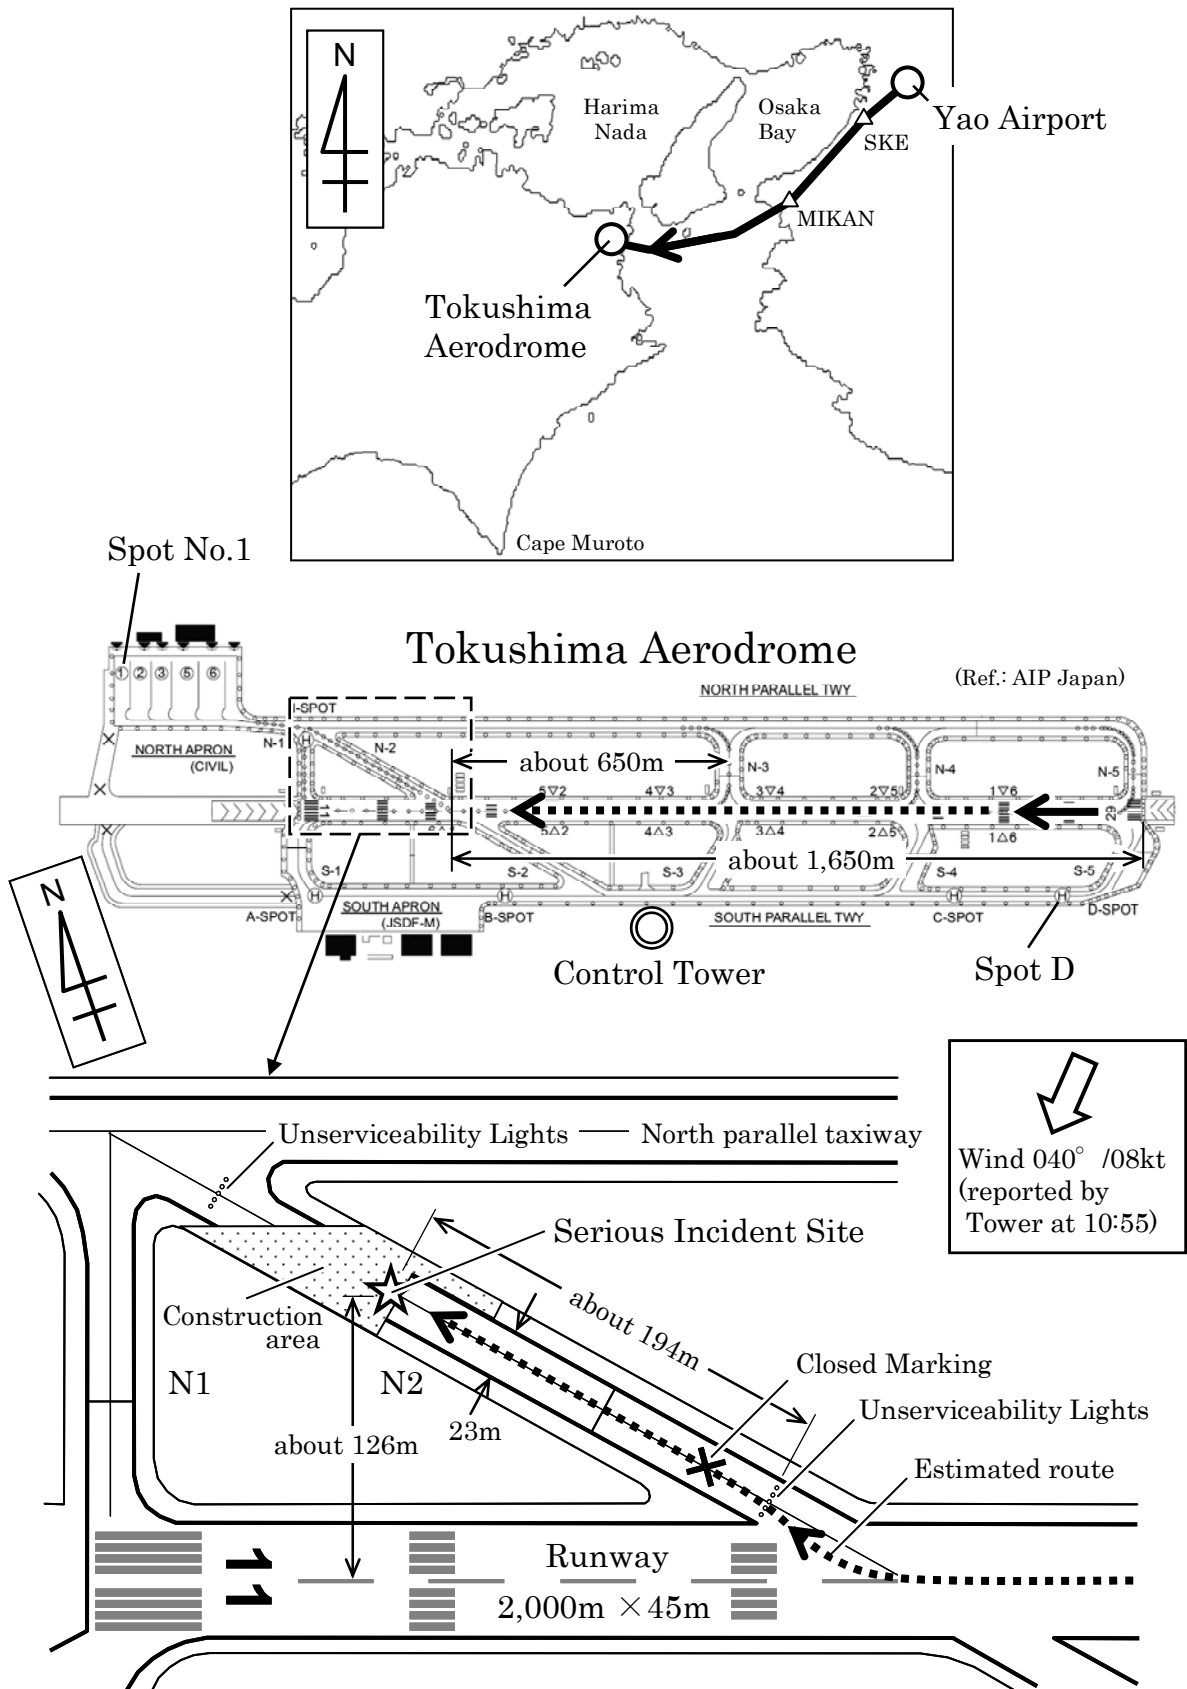 N
Harima
Nada
Osaka
Bay
Yao Airport
SKE
MIKAN
Tokushima
Aerodrome
Cape Muroto
Spot No.1
Tokushima Aerodrome
(Ref.: AIP Japan)
NORTH PARALLEL TWY
1 2 3 5 6
I-SPOT
H
N-1
N-2
NORTH APRON
(CIVIL)
about 650m
N-3
N-4
N-5
5▽2
4▽3
3▽4
2▽5
1▽6
11
29
5△2
4△3
3△4
2△5
1△6
about 1,650m
S-1
S-2
S-3
S-4
S-5
H
H
H
H
A-SPOT
SOUTH APRON
(JSDF-M)
B-SPOT
SOUTH PARALLEL TWY
C-SPOT
D-SPOT
N
Control Tower
Spot D
Unserviceability Lights
North parallel taxiway
Wind 040° /08kt
(reported by
Tower at 10:55)
Serious Incident Site
Construction
area
about 194m
N1
N2
23m
about 126m
Closed Marking
Unserviceability Lights
Estimated route
11
Runway
2,000m ×45m